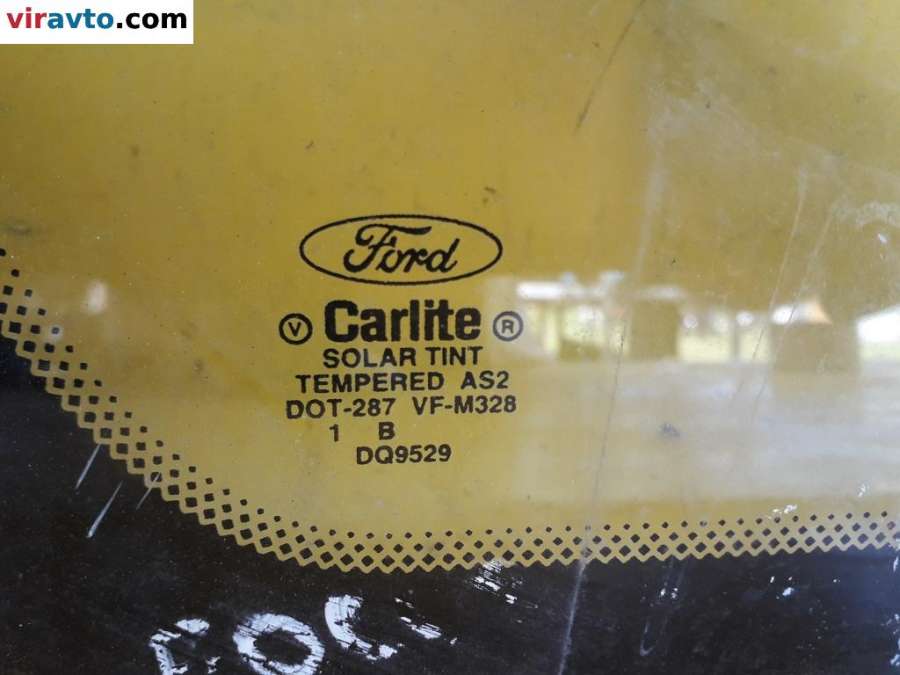 viravto.com
Ford
V Carlite R
SOLAR TINT
TEMPERED AS2
DOT-287 VF-M328
1 B
DQ9529